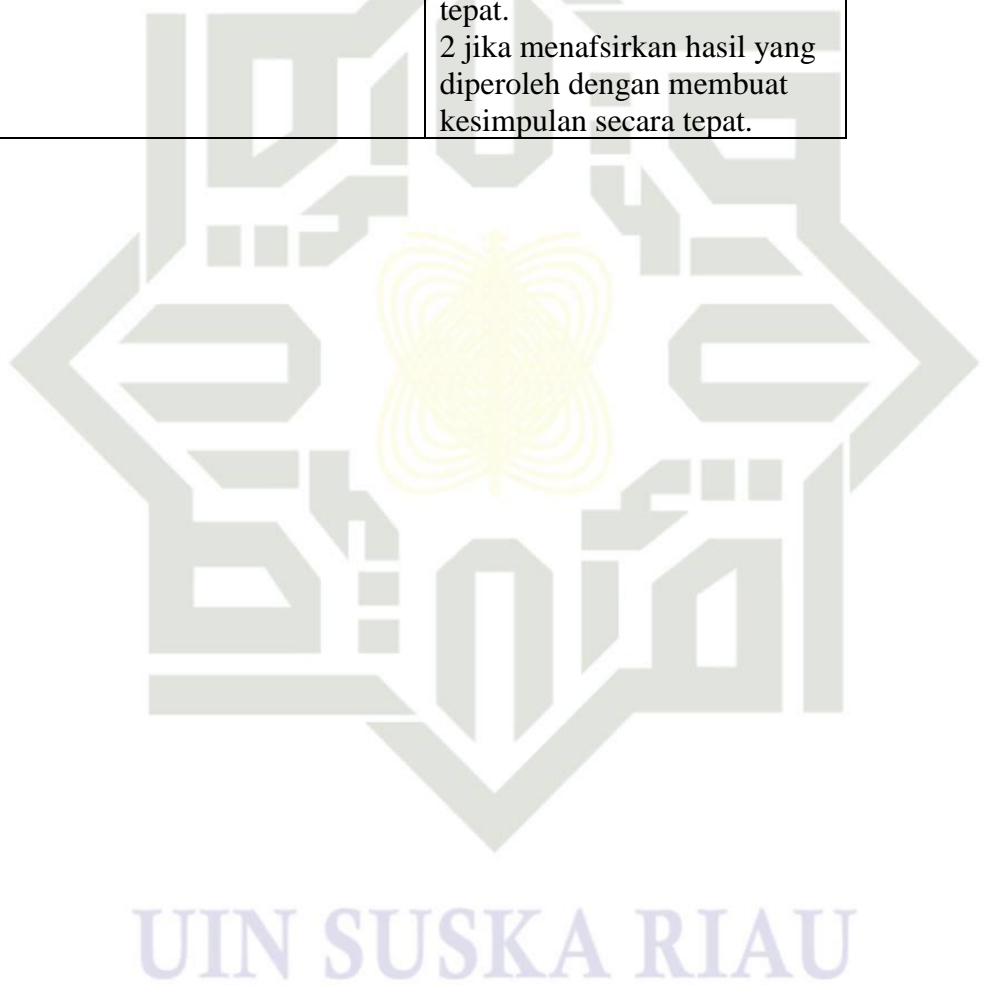 tepat.
2 jika menafsirkan hasil yang
diperoleh dengan membuat
kesimpulan secara tepat.
UIN SUSKA RIAU